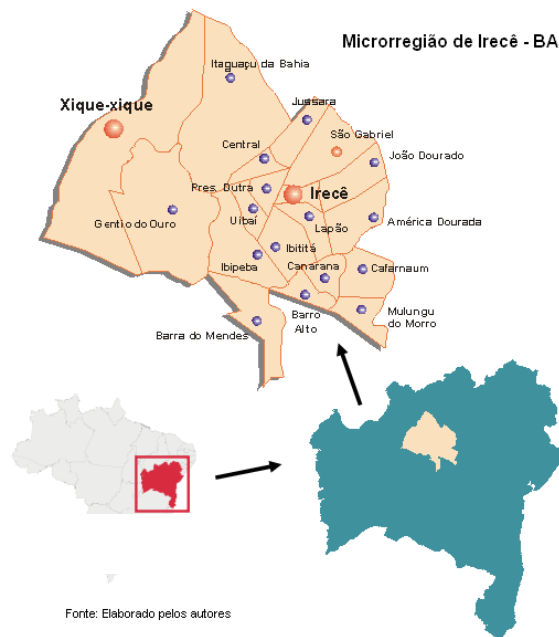 Microrregião de Irecê - BA
Itaguaçu da Bahia
Xique-xique
Jussara
São Gabriel
Central
João Dourado
Pres. Dutra
Irecê
Gentio do Ouro
Uibaí
Lapão
América Dourada
Ibititá
Ibipeba
Canarana
Cafarnaum
Barro
Alto
Mulungu
do Morro
Barra do Mendes
Fonte: Elaborado pelos autores